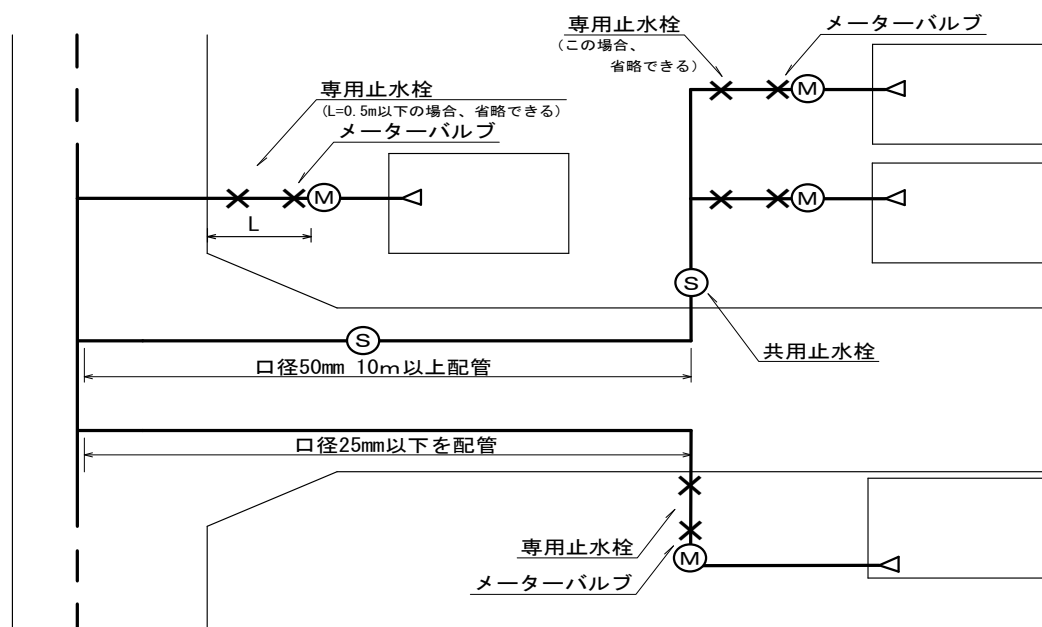 専用止水栓
(この場合、
省略できる)
メーターバルブ
M
専用止水栓
(L=0.5m以下の場合、省略できる)
メーターバルブ
M
L
M
S
共用止水栓
S
口径50mm 10m以上配管
口径25mm以下を配管
専用止水栓
メーターバルブ
M